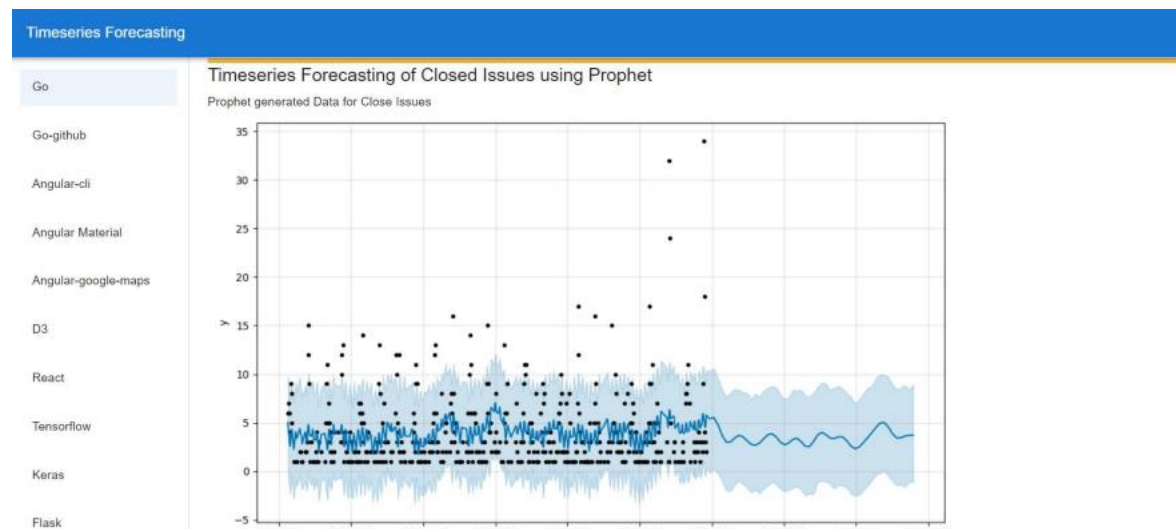 Timeseries Forecasting
Go
Go-github
Angular-cli
Angular Material
Angular-google-maps
D3
React
Tensorflow
Keras
Flask
Timeseries Forecasting of Closed Issues using Prophet
Prophet generated Data for Close Issues
35
30
25
20
15
10
5
0
−5
y